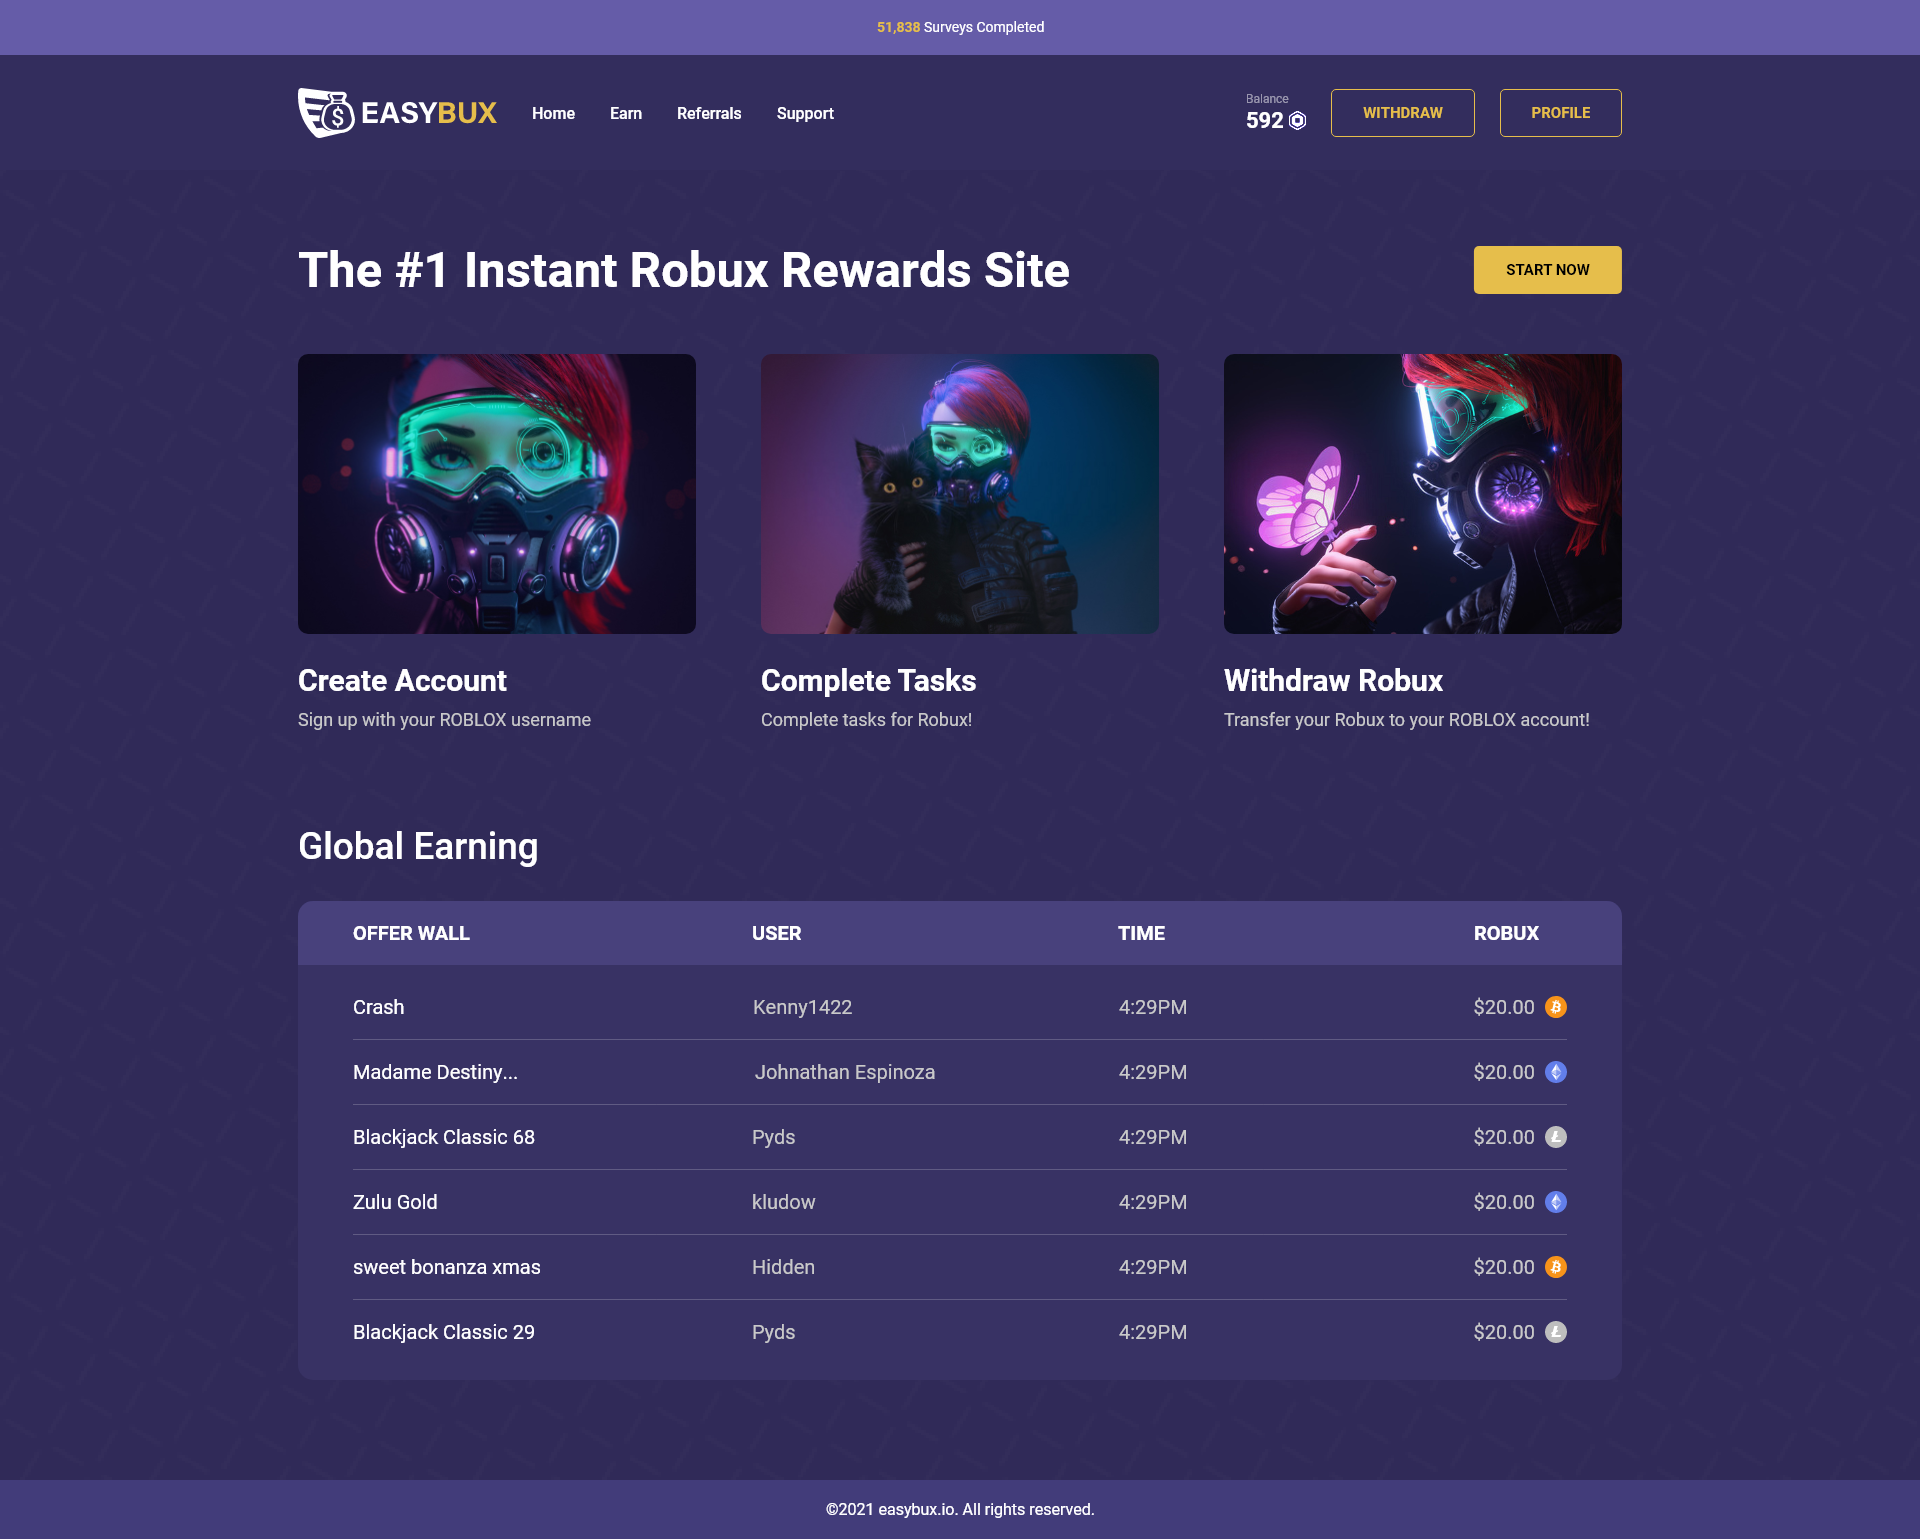 51,838 Surveys Completed
EASYBUX
Home
Earn
Referrals
Support
Balance
592
WITHDRAW
PROFILE
The #1 Instant Robux Rewards Site
START NOW
Create Account
Sign up with your ROBLOX username
Complete Tasks
Complete tasks for Robux!
Withdraw Robux
Transfer your Robux to your ROBLOX account!
Global Earning
OFFER WALL USER TIME ROBUX
Crash Kenny1422 4:29PM $20.00
Madame Destiny... Johnathan Espinoza 4:29PM $20.00
Blackjack Classic 68 Pyds 4:29PM $20.00
Zulu Gold kludow 4:29PM $20.00
sweet bonanza xmas Hidden 4:29PM $20.00
Blackjack Classic 29 Pyds 4:29PM $20.00
©2021 easybux.io. All rights reserved.